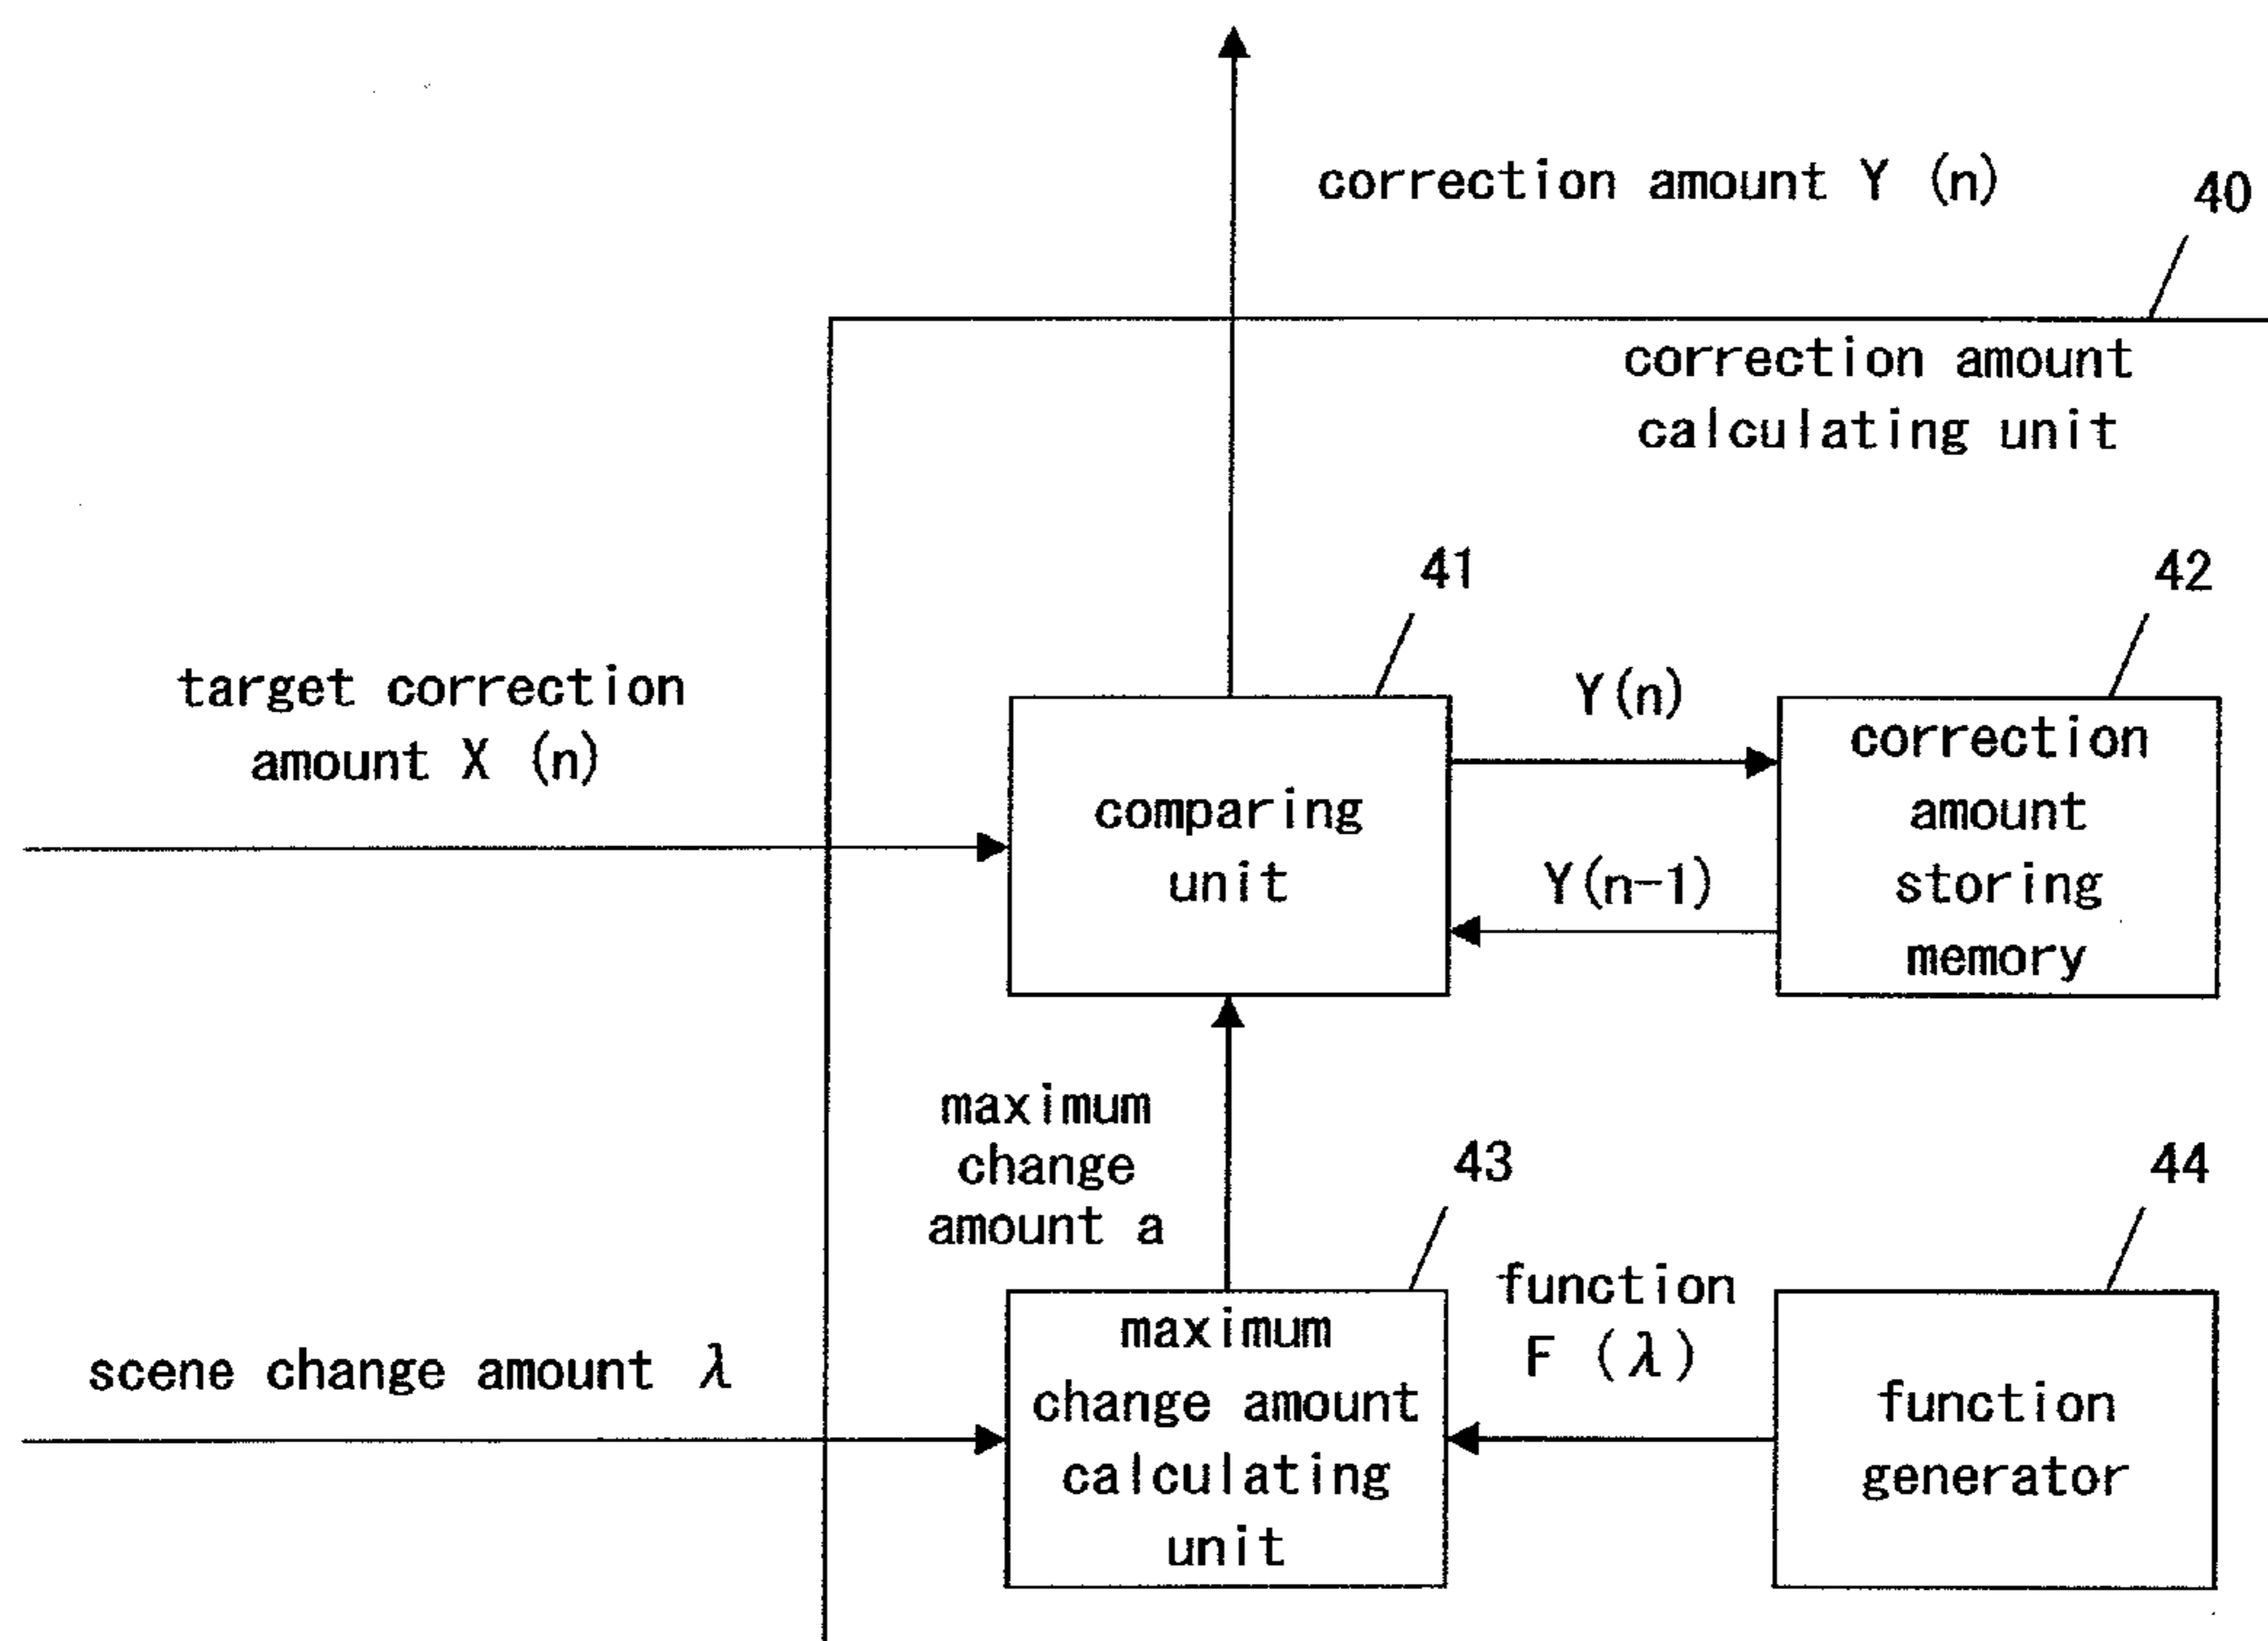 correction amount Y (n)
40
correction amount
calculating unit
41
42
target correction
amount X (n)
Y(n)
Y(n-1)
comparing
unit
correction
amount
storing
memory
maximum
change
amount a
43
44
function
F (λ)
scene change amount λ
maximum
change amount
calculating
unit
function
generator